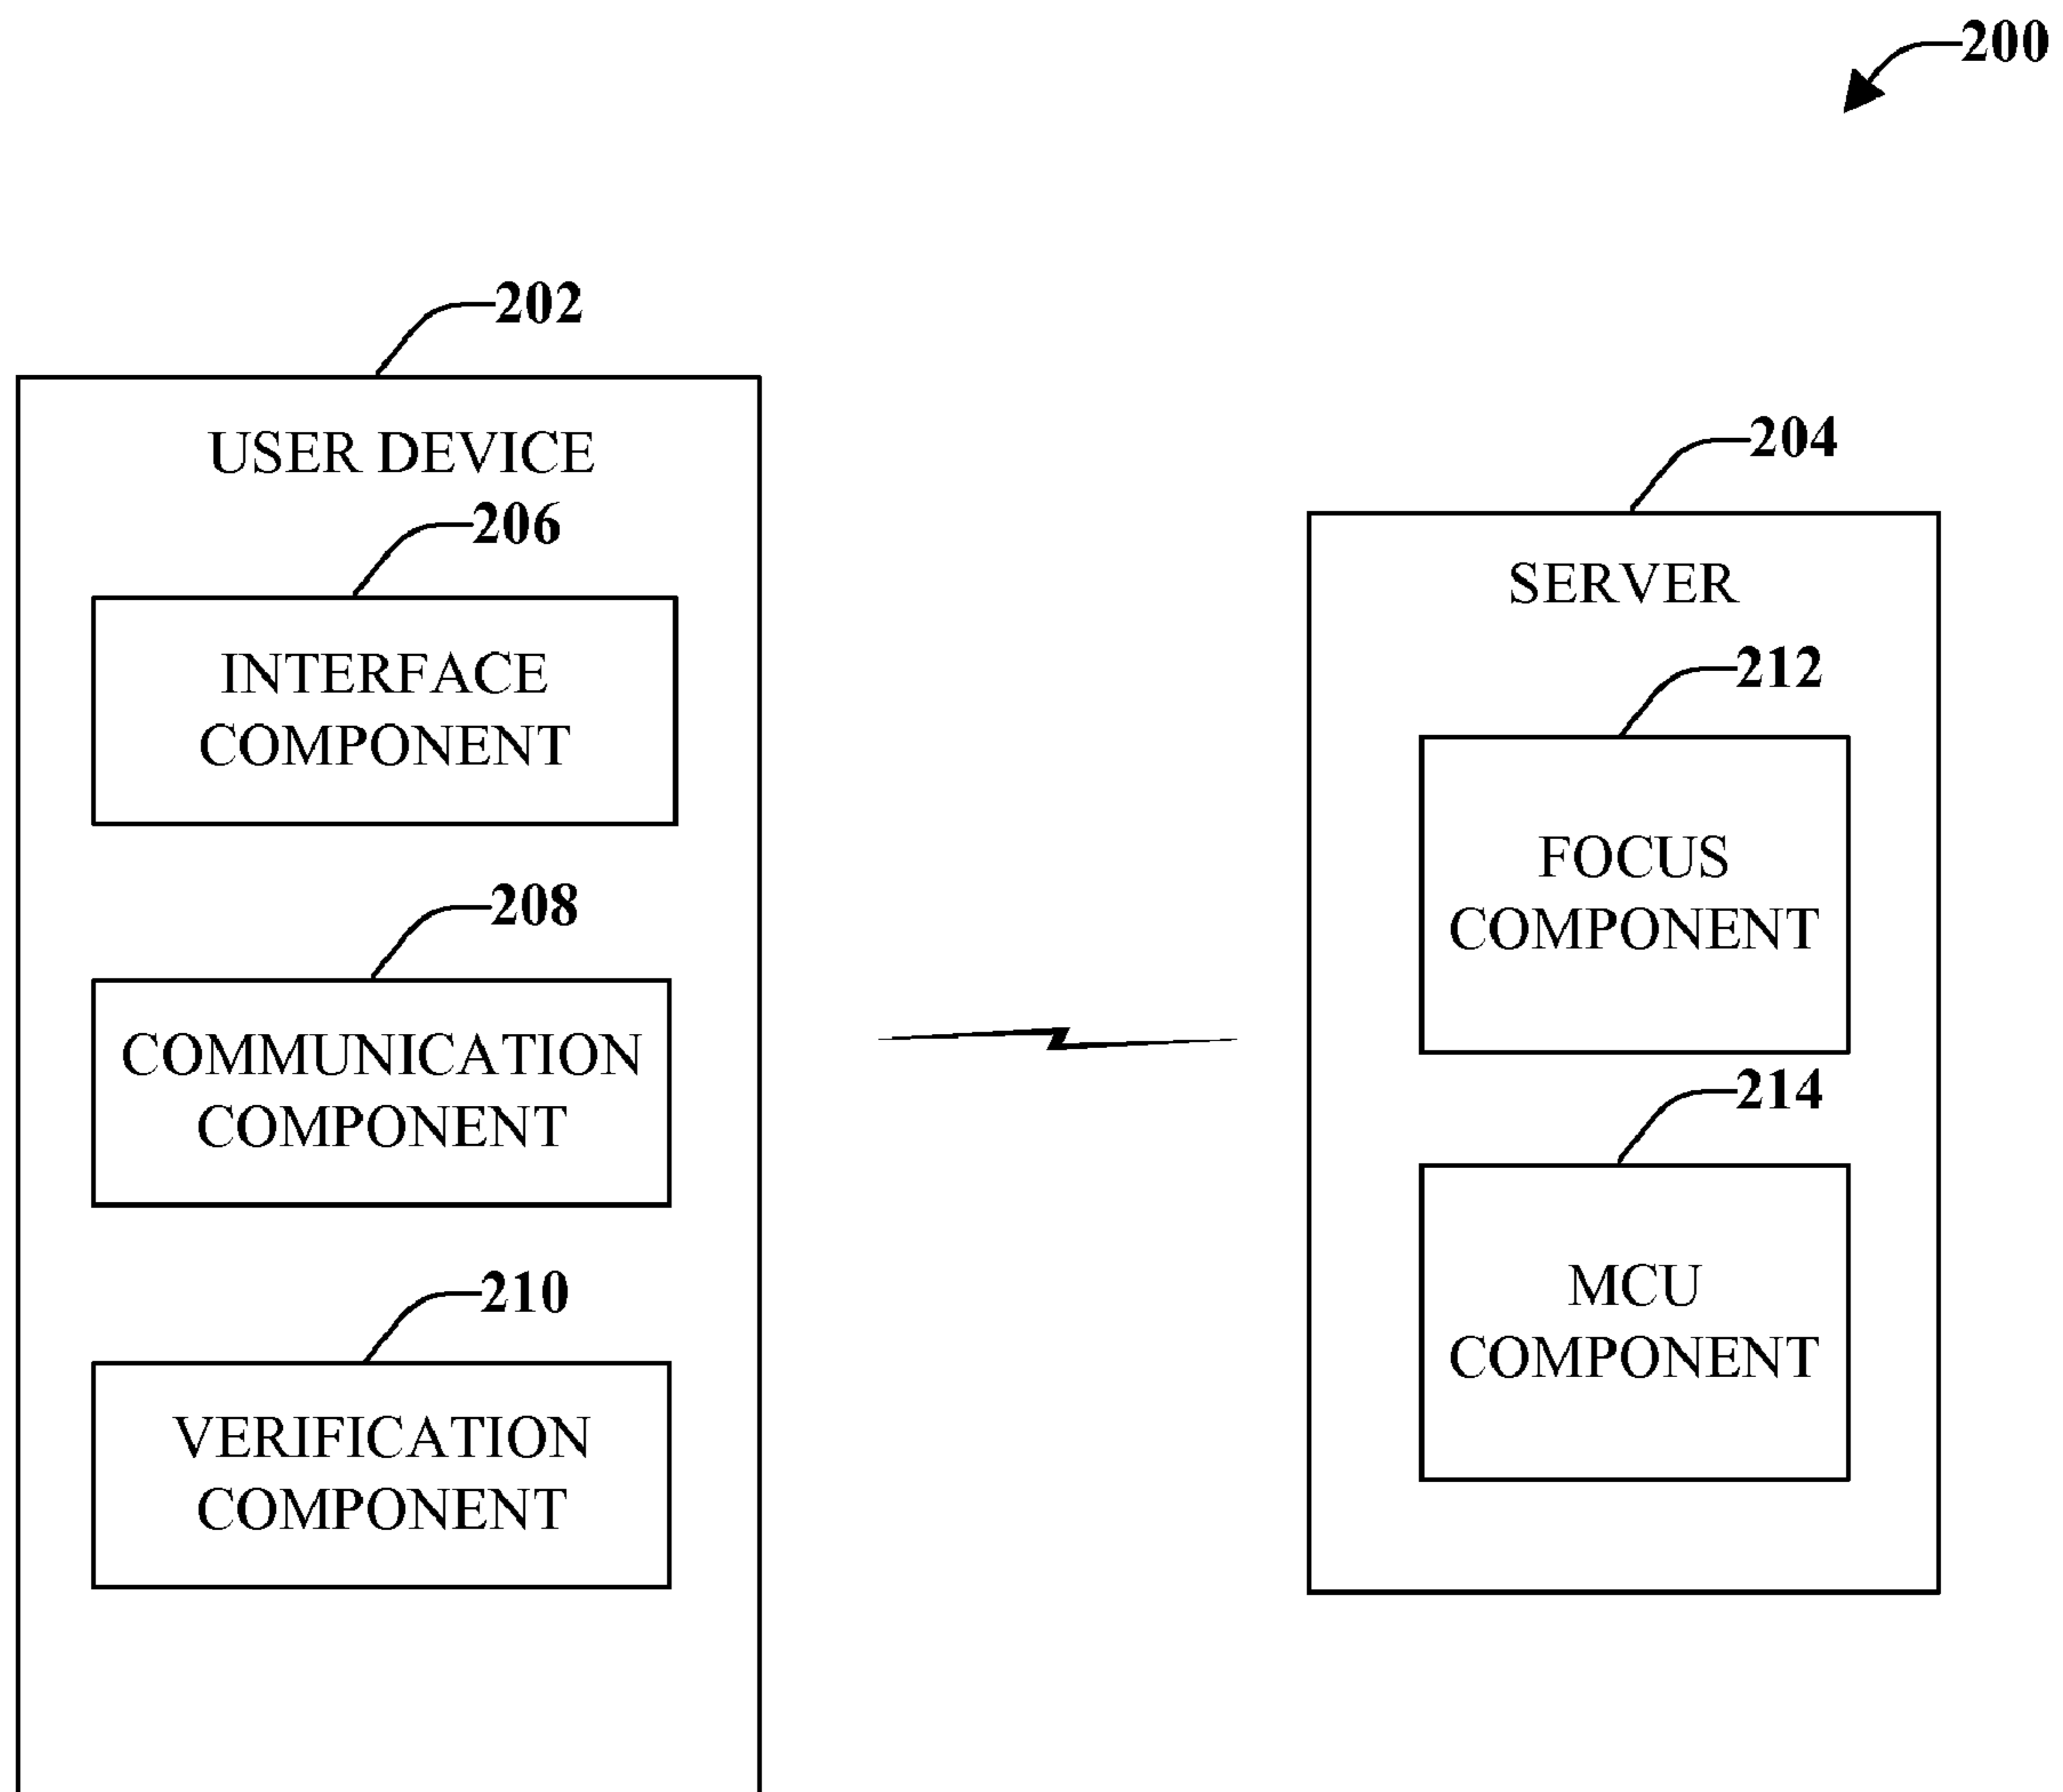 200
202
USER DEVICE
206
INTERFACE
COMPONENT
208
COMMUNICATION
COMPONENT
210
VERIFICATION
COMPONENT
204
SERVER
212
FOCUS
COMPONENT
214
MCU
COMPONENT